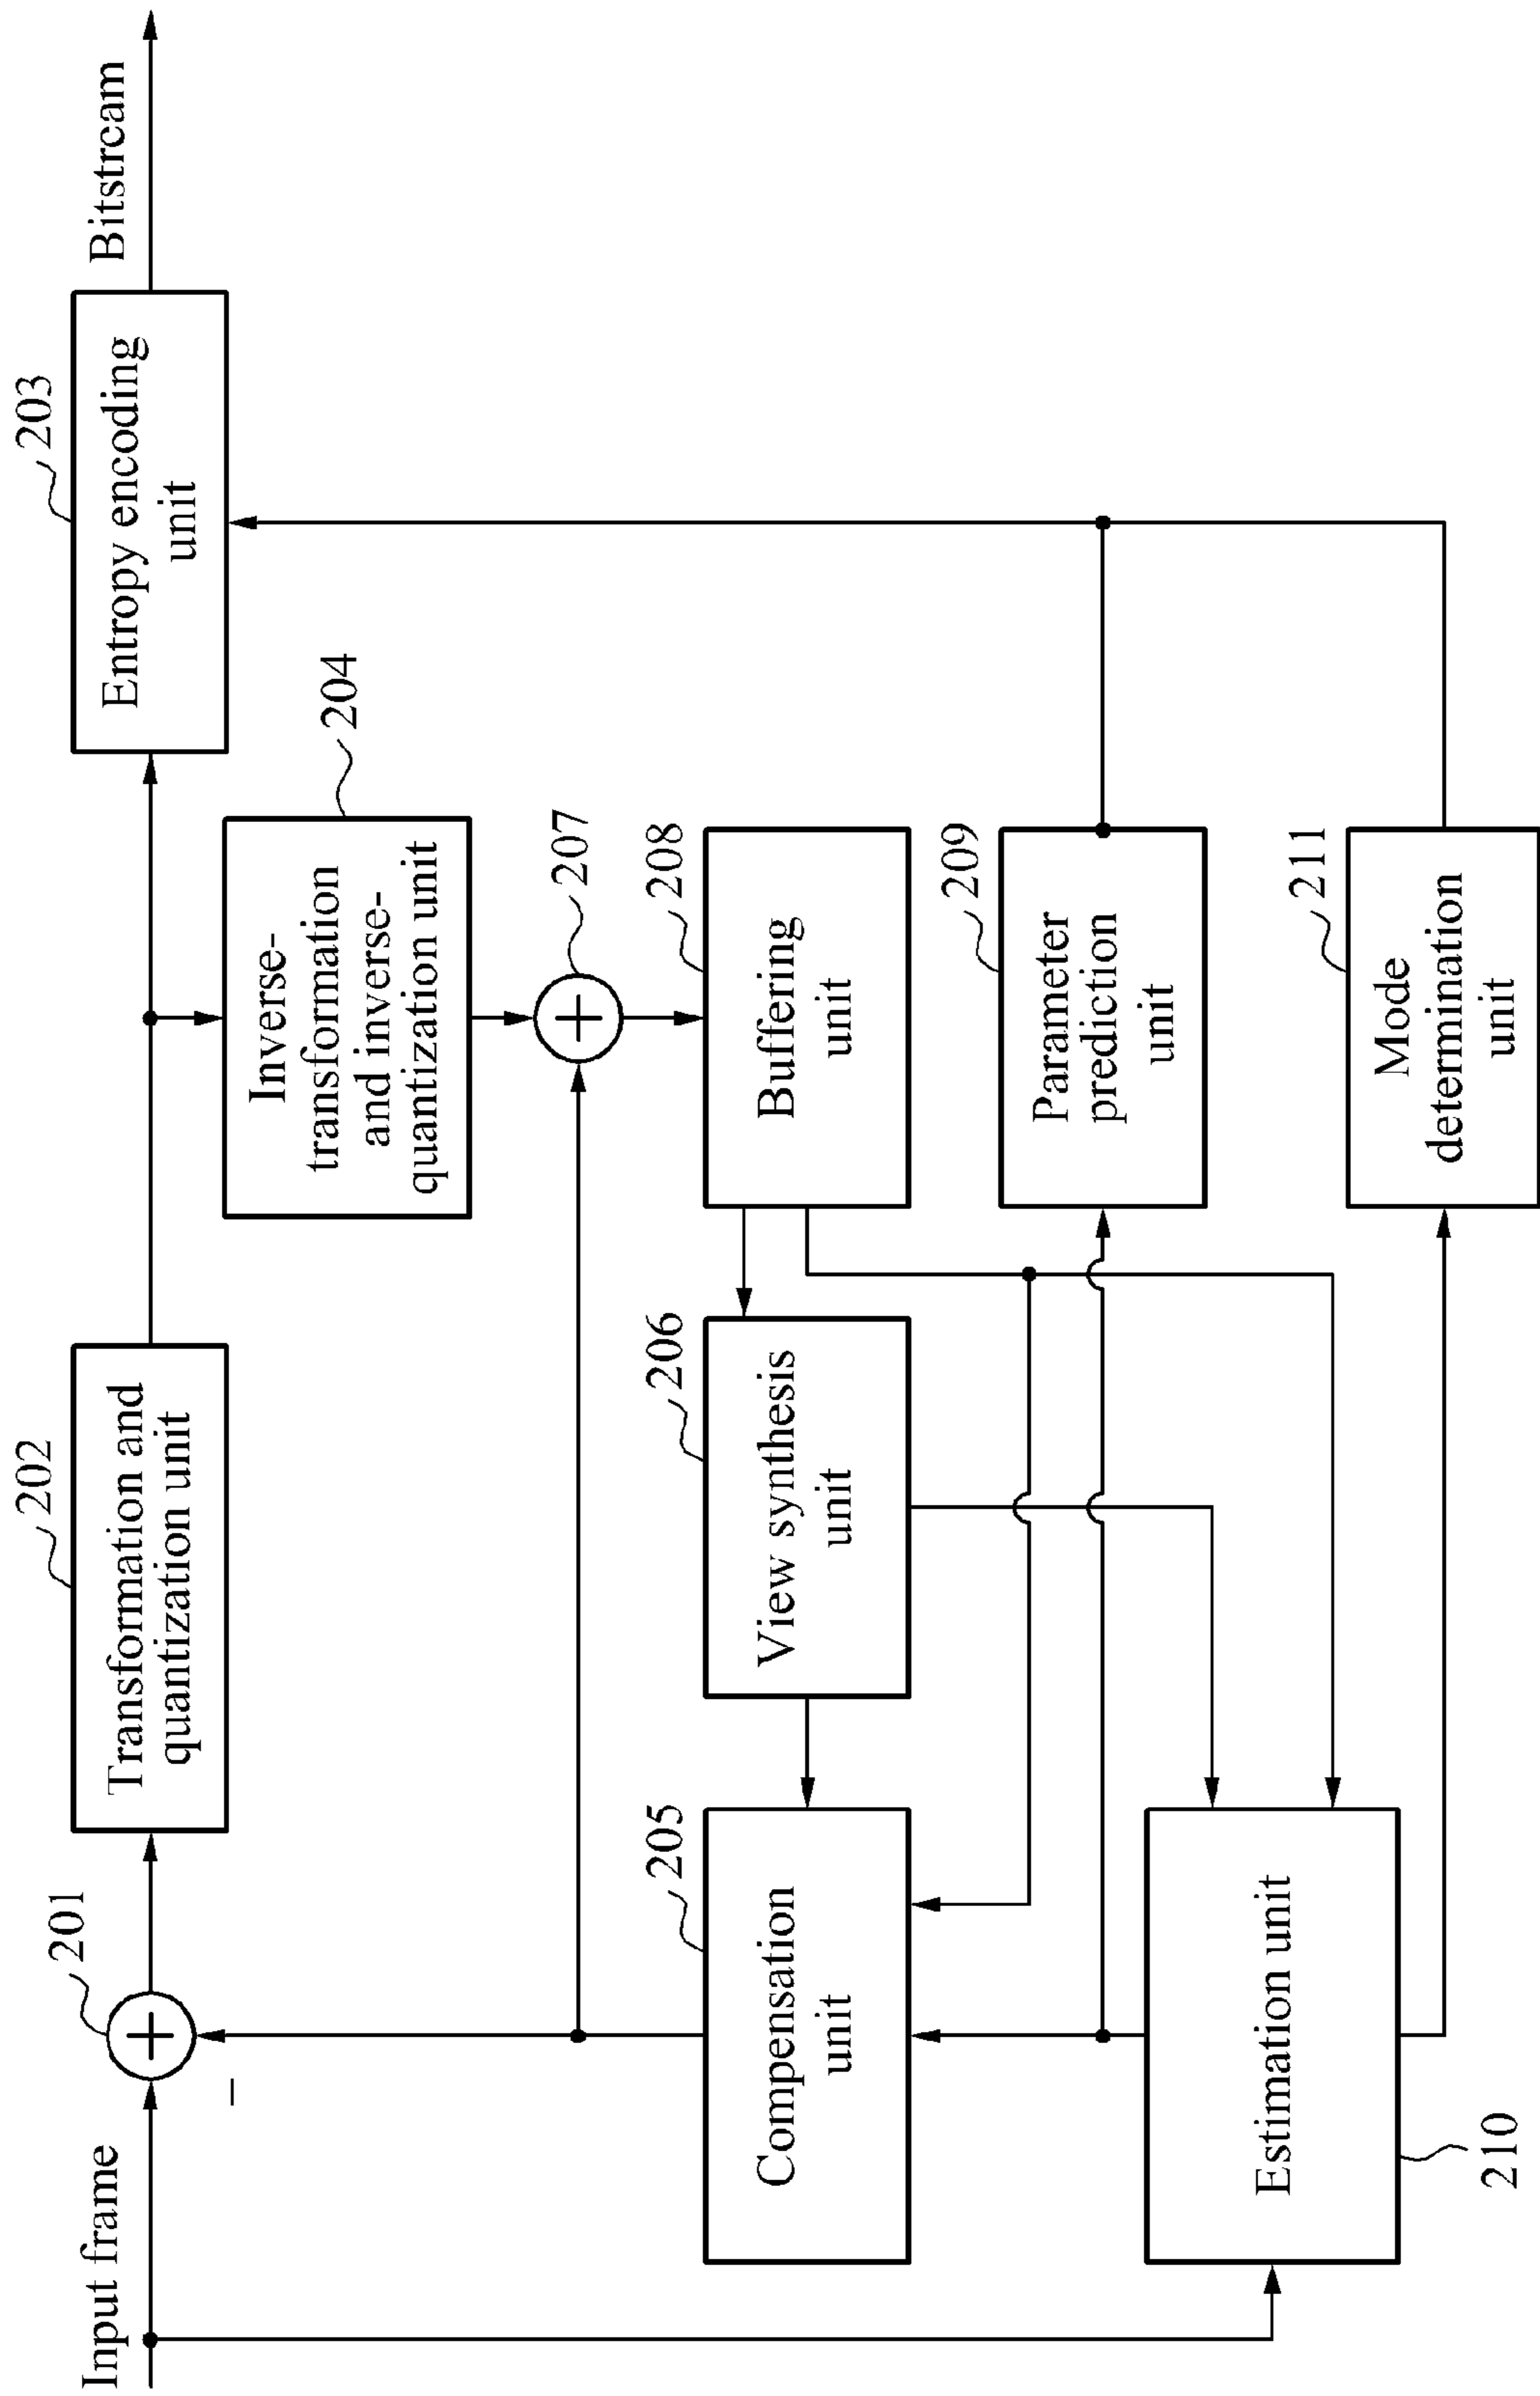 Input frame
201
−
202
Transformation and
quantization unit
203
Entropy encoding
unit
Bitstream
204
Inverse-
transformation
and inverse-
quantization unit
207
205
Compensation
unit
206
View synthesis
unit
208
Buffering
unit
209
Parameter
prediction
unit
210
Estimation unit
211
Mode
determination
unit